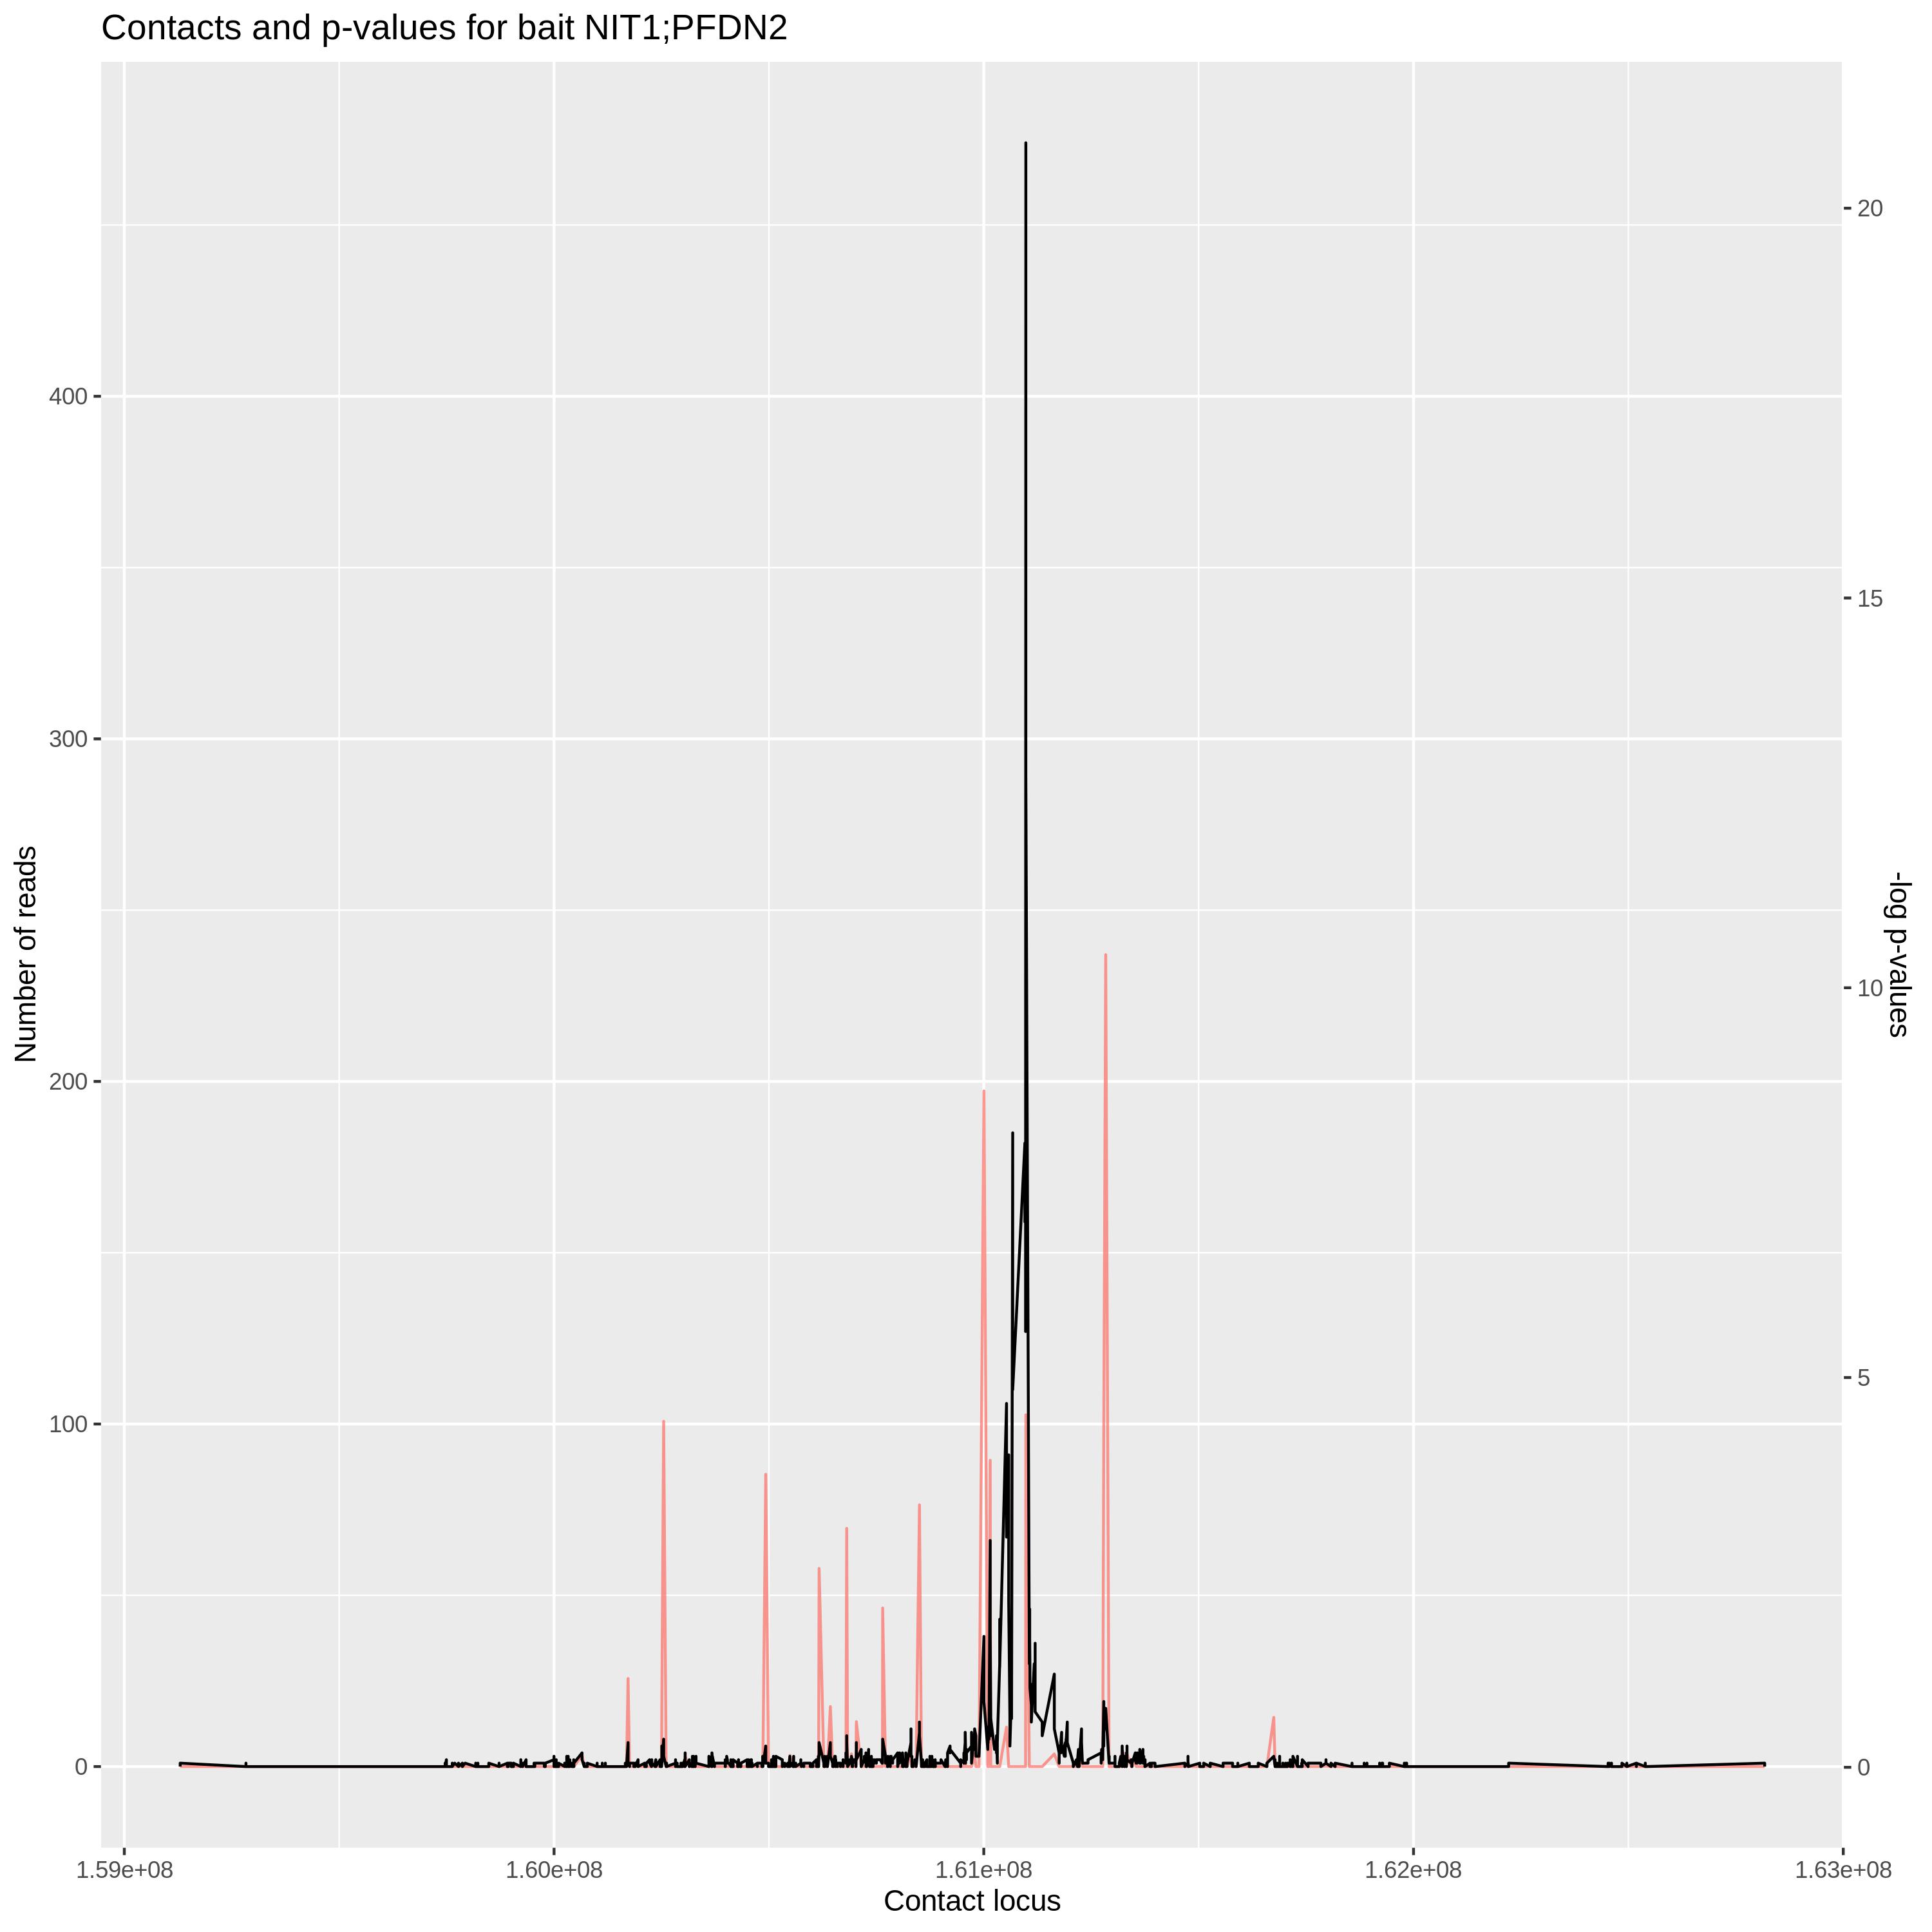 Contacts and p-values for bait NIT1;PFDN2
Number of reads
400
300
200
100
0
20
15
10
5
0
-log p-values
1.59e+08
1.60e+08
1.61e+08
1.62e+08
1.63e+08
Contact locus